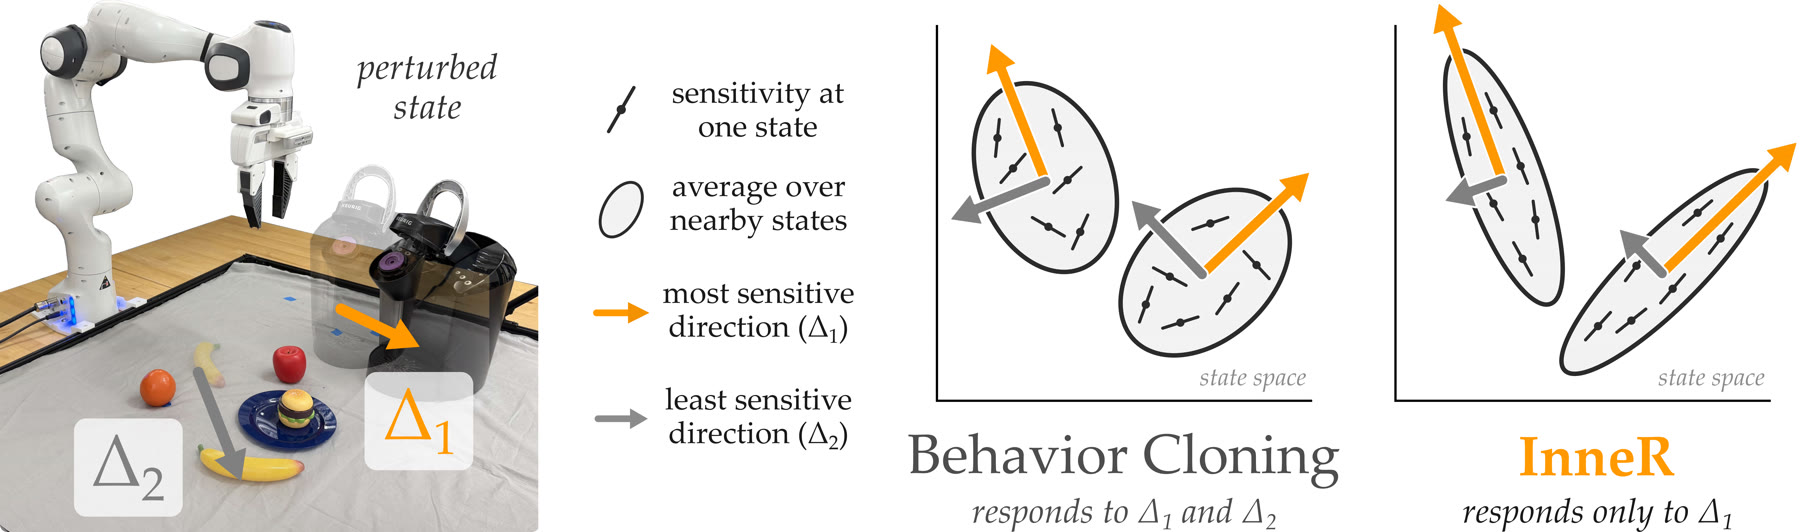 perturbed
state
KEURIG
Δ1
Δ2
sensitivity at
one state
average over
nearby states
most sensitive
direction (Δ1)
least sensitive
direction (Δ2)
state space
Behavior Cloning
responds to Δ1 and Δ2
state space
InneR
responds only to Δ1